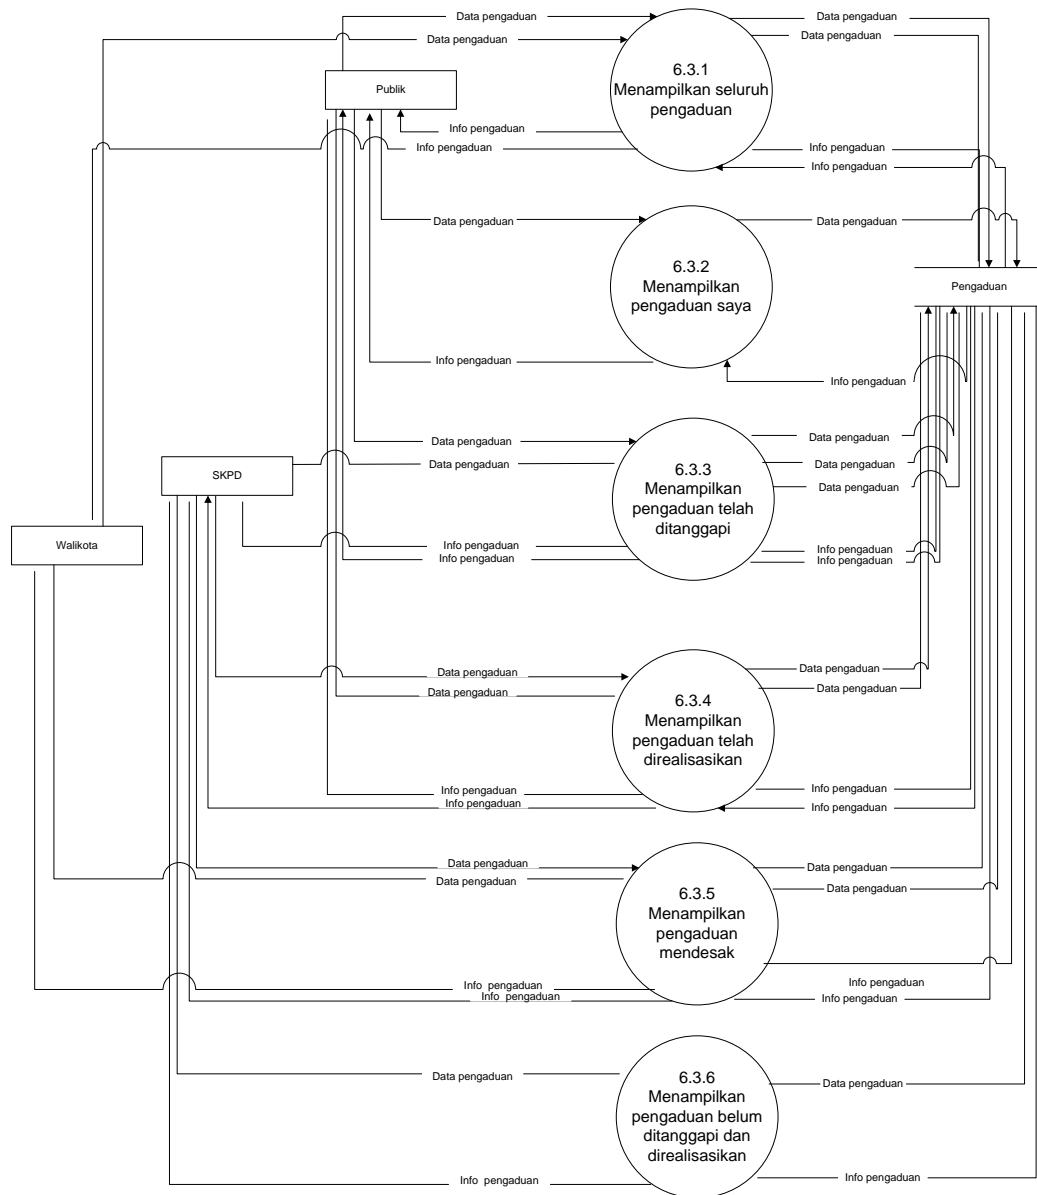 Data pengaduan
Data pengaduan
Data pengaduan
Data pengaduan
6.3.1
Menampilkan seluruh
pengaduan
Publik
Info pengaduan
Info pengaduan
Info pengaduan
Info pengaduan
Data pengaduan
Data pengaduan
6.3.2
Menampilkan
pengaduan saya
Pengaduan
Info pengaduan
Info pengaduan
Data pengaduan
Data pengaduan
Data pengaduan
Data pengaduan
Data pengaduan
6.3.3
Menampilkan
pengaduan telah
ditanggapi
SKPD
Walikota
Info pengaduan
Info pengaduan
Info pengaduan
Info pengaduan
Data pengaduan
Data pengaduan
Data pengaduan
Data pengaduan
6.3.4
Menampilkan
pengaduan telah
direalisasikan
Info pengaduan
Info pengaduan
Info pengaduan
Info pengaduan
Data pengaduan
Data pengaduan
Data pengaduan
Data pengaduan
6.3.5
Menampilkan
pengaduan
mendesak
Info pengaduan
Info pengaduan
Info pengaduan
Info pengaduan
Data pengaduan
Data pengaduan
6.3.6
Menampilkan
pengaduan belum
ditanggapi dan
direalisasikan
Info pengaduan
Info pengaduan